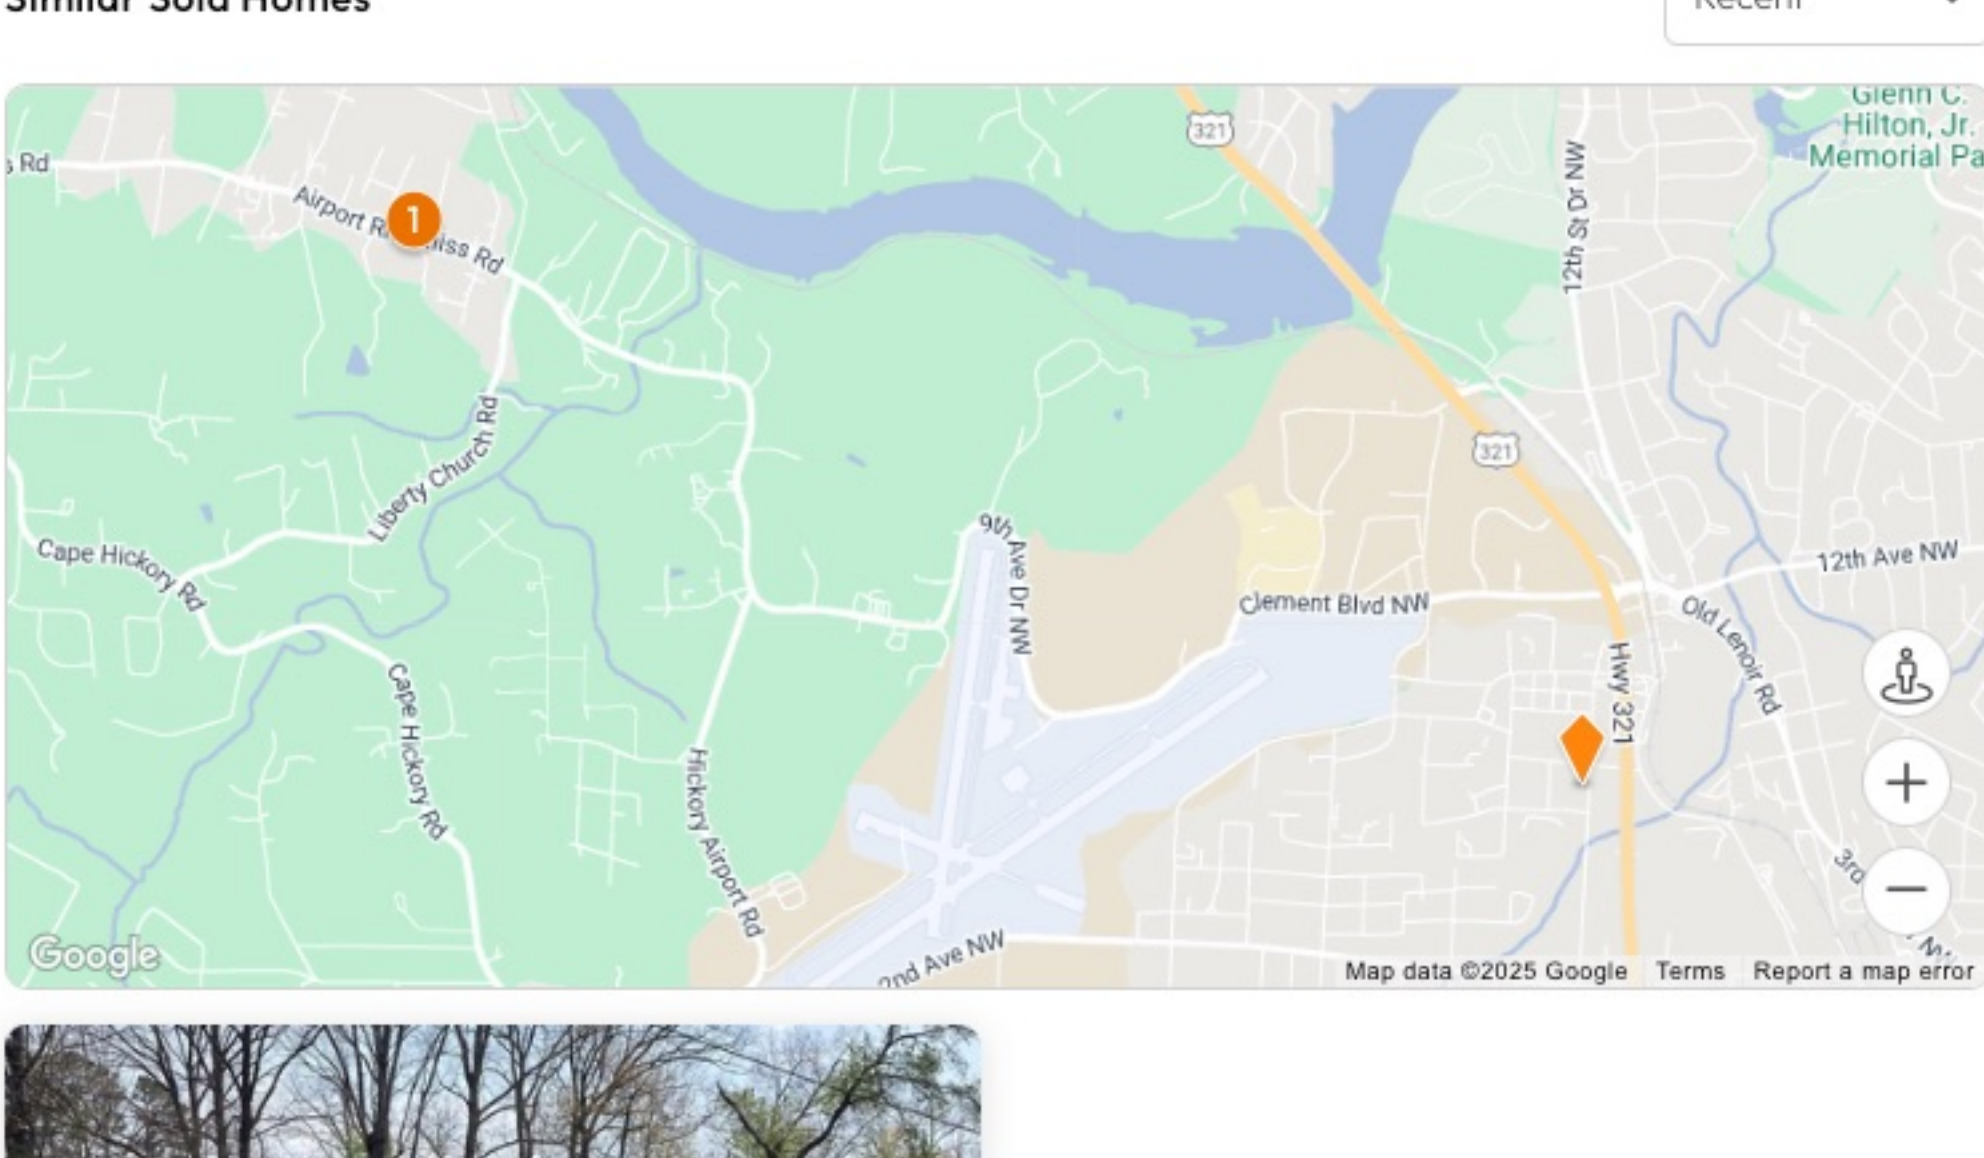 Similar Sold Homes
Recent
Glenn C.
Hilton, Jr.
Memorial Pa
321
s Rd
12th St Dr NW
Airport R
1
niss Rd
Liberty Church Rd
321
9th Ave Dr NW
Cape Hickory Rd
12th Ave NW
Clement Blvd NW
Old Lenoir Rd
Hwy 321
Cape Hickory Rd
Hickory Airport Rd
3rd
NW
2nd Ave NW
Google
Map data ©2025 Google
Terms
Report a map error